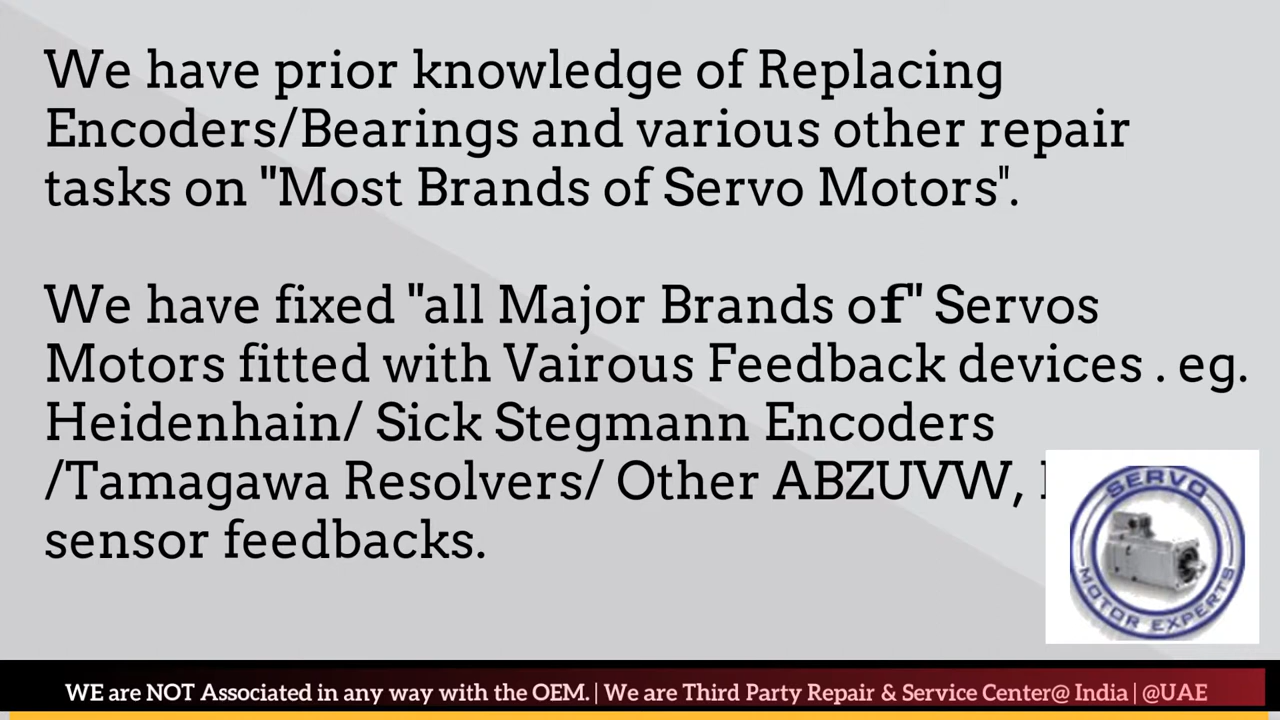 We have prior knowledge of Replacing
Encoders/Bearings and various other repair
tasks on "Most Brands of Servo Motors".
We have fixed "all Major Brands of" Servos
Motors fitted with Vairous Feedback devices . eg.
Heidenhain/ Sick Stegmann Encoders
/Tamagawa Resolvers/ Other ABZUVW,
sensor feedbacks.
SERVO
MOTOR EXPERTS
WE are NOT Associated in any way with the OEM. | We are Third Party Repair & Service Center@ India | @UAE